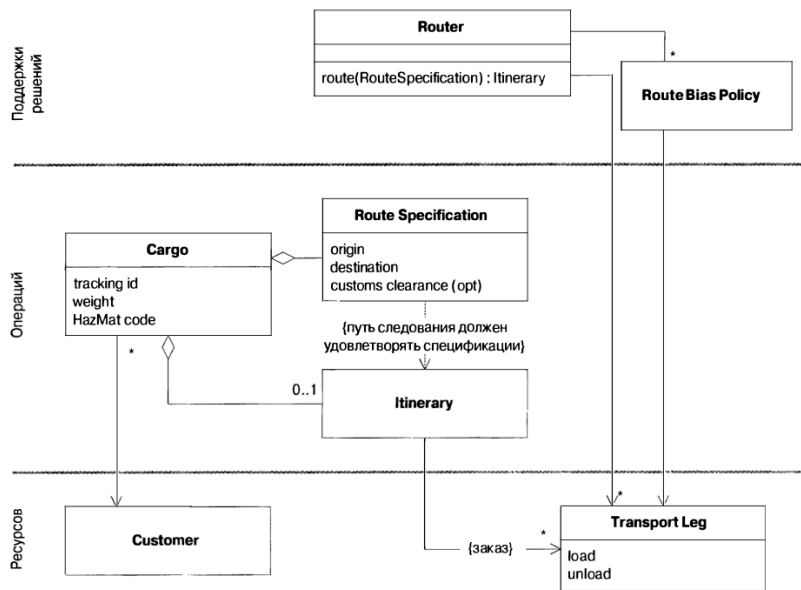 Поддержки
решений
Router
route(RouteSpecification) : Itinerary
*
Route Bias Policy
Операций
Cargo
tracking id
weight
HazMat code
*
Route Specification
origin
destination
customs clearance (opt)
{путь следования должен
удовлетворять спецификации}
0..1
Itinerary
Ресурсов
Customer
{заказ}
*
*
Transport Leg
load
unload